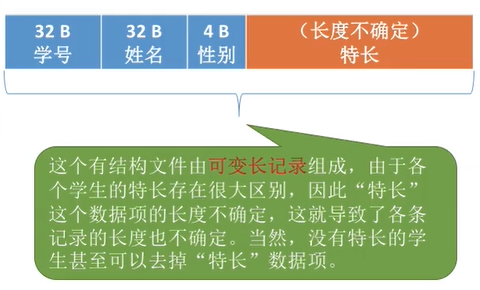 32 B 32 B 4 B （长度不确定）
学号 姓名 性别 特长
这个有结构文件由可变长记录组成，由于各
个学生的特长存在很大区别，因此“特长”
这个数据项的长度不确定，这就导致了各条
记录的长度也不确定。当然，没有特长的学
生甚至可以去掉“特长”数据项。